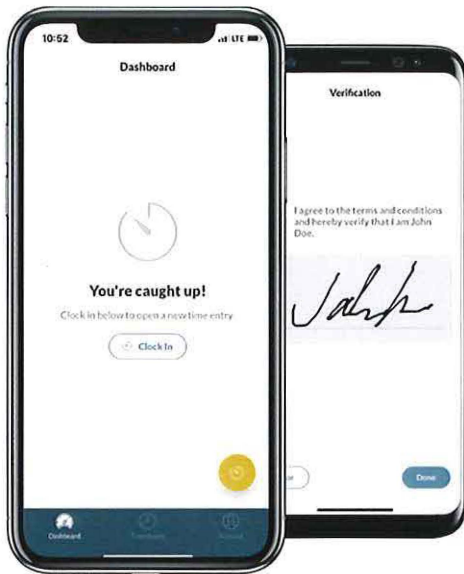 10:52
LTE
Dashboard
You're caught up!
Clock in below to open a new time entry
Clock In
Dashboard
Verification
I agree to the terms and conditions
and hereby verify that I am John
Doe.
Done